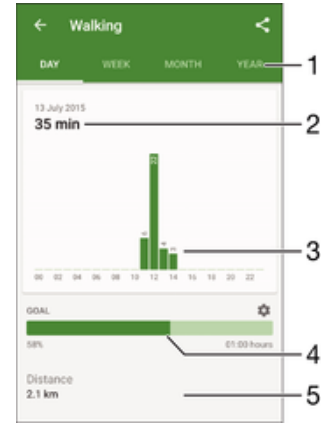 Walking
DAY WEEK MONTH YEAR 1
13 July 2015
35 min 2
22
3
00 02 04 06 08 10 12 14 16 18 20 22
GOAL
58% 01:00 hours
4
Distance
2.1 km 5